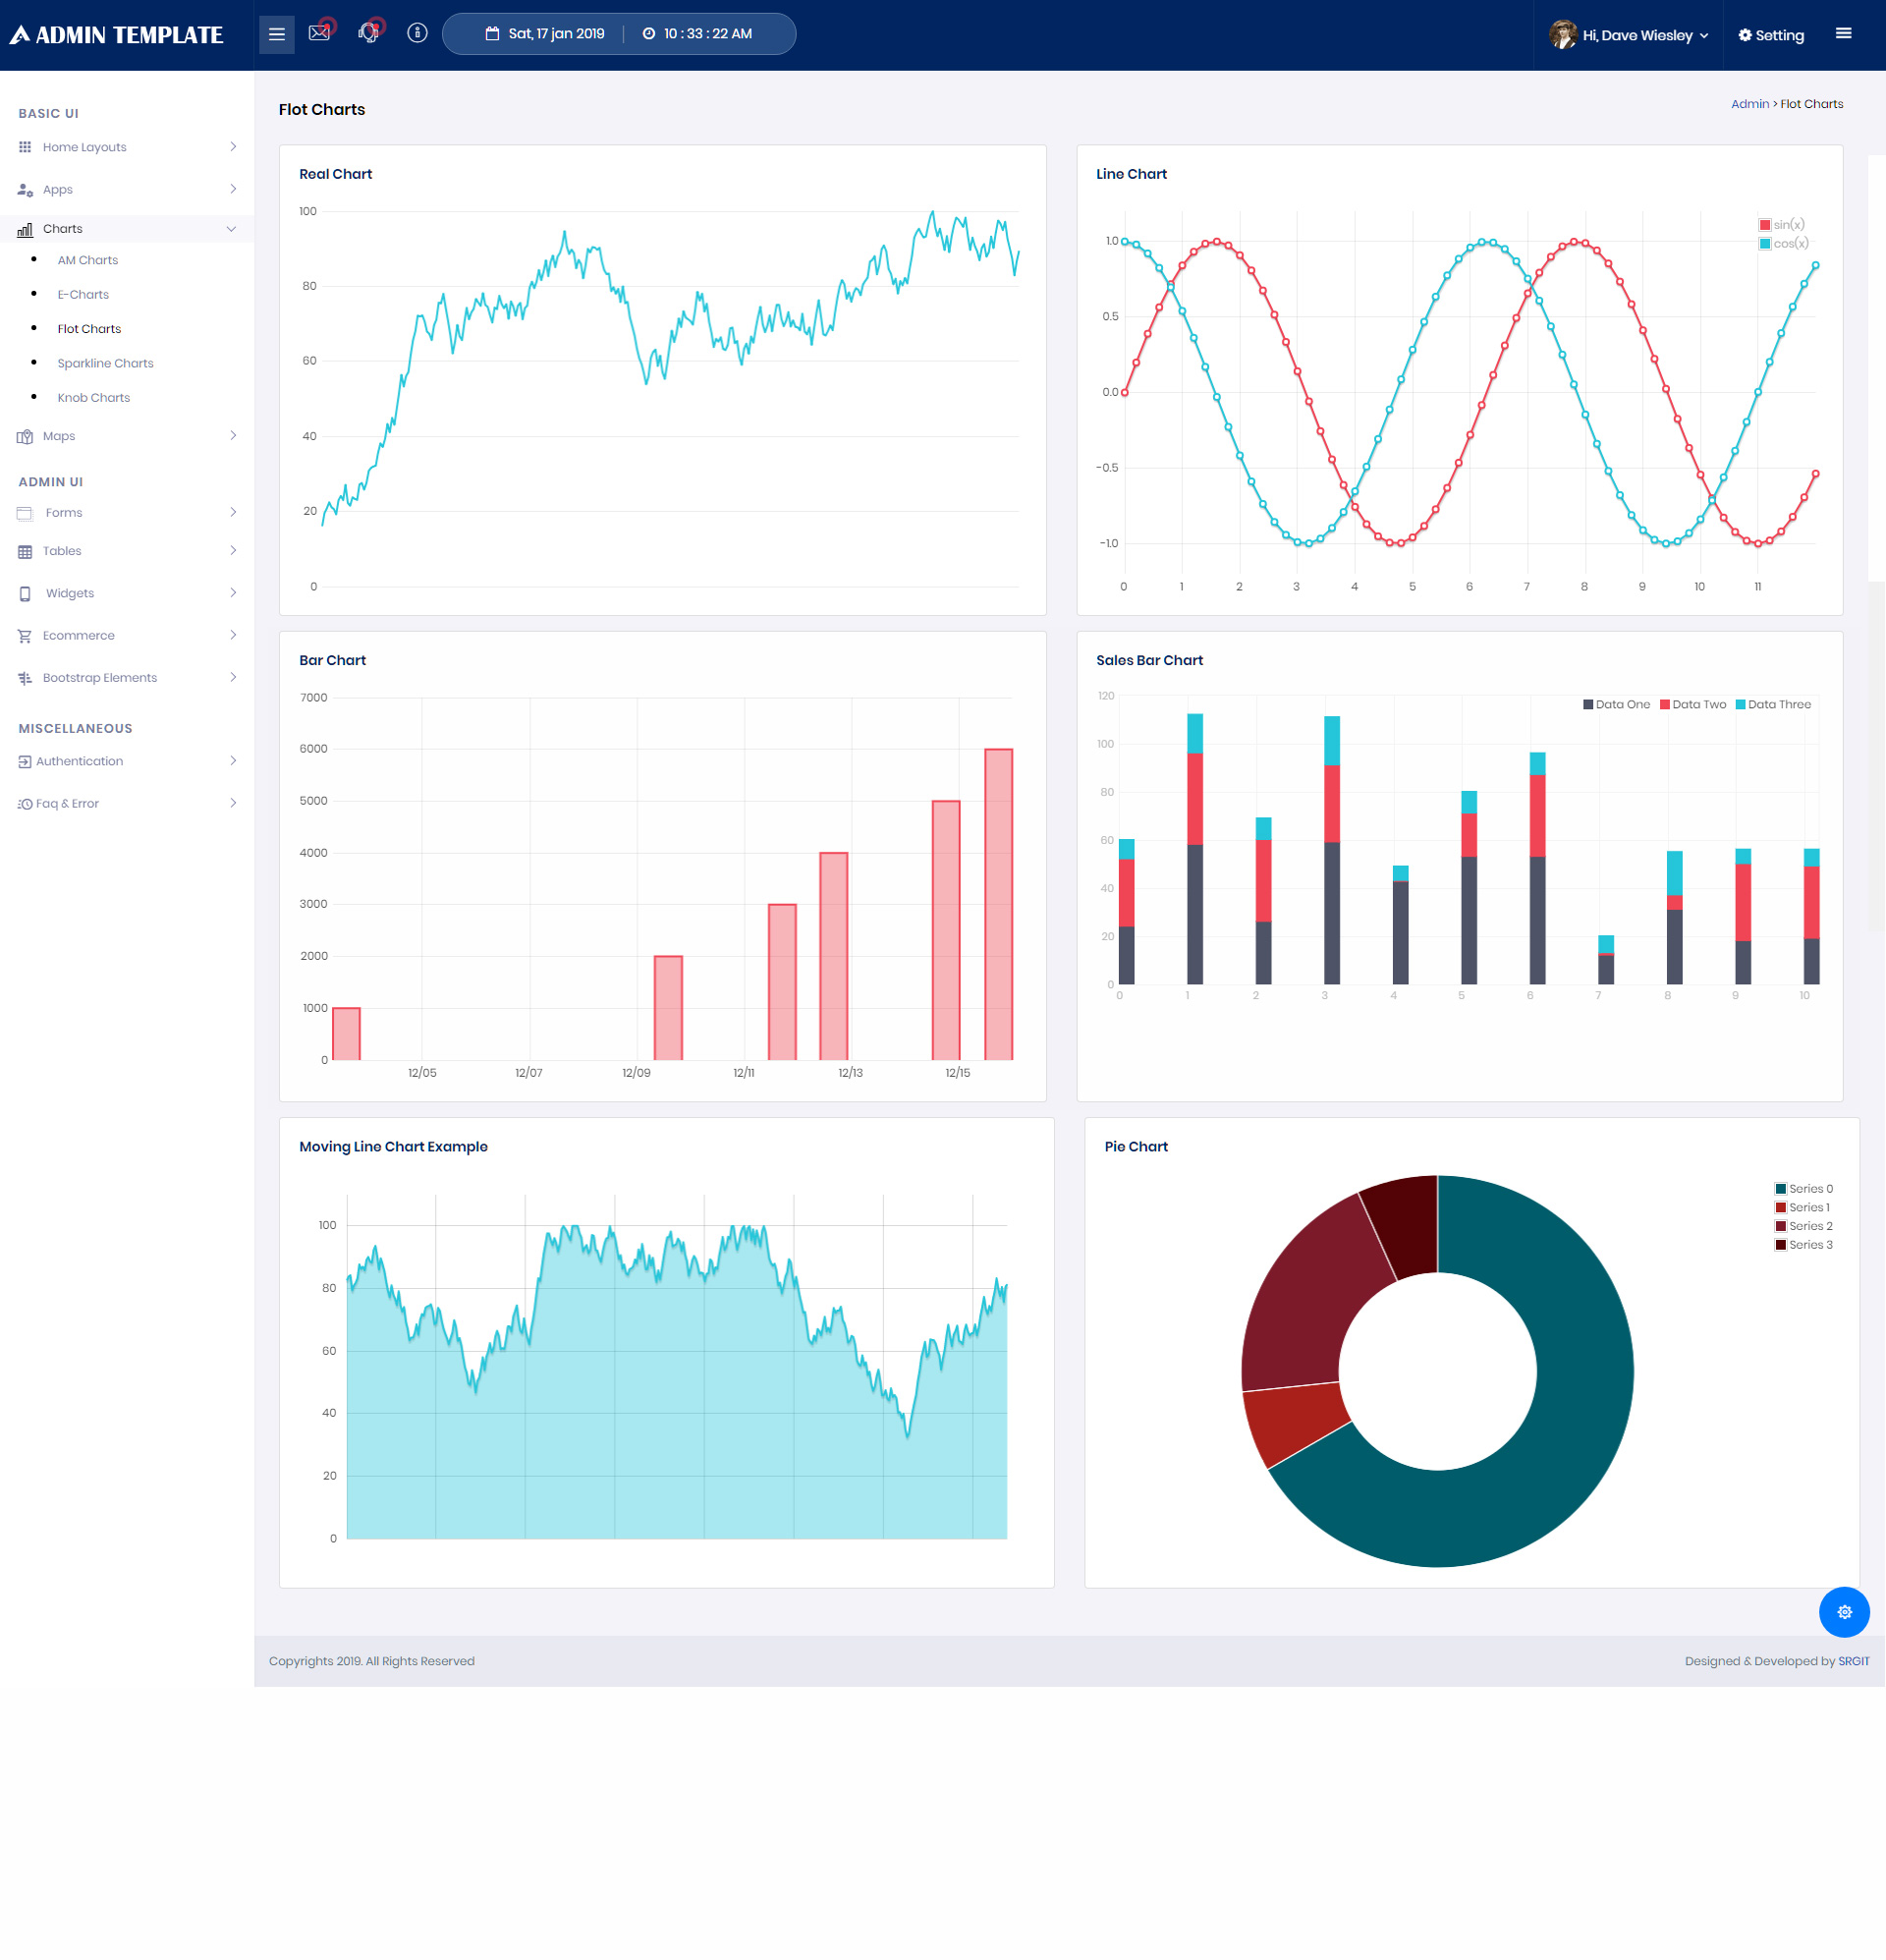 ADMIN TEMPLATE
Sat, 17 jan 2019
10 : 33 : 22 AM
Hi, Dave Wiesley
Setting
BASIC UI
Home Layouts
Apps
Charts
AM Charts
E-Charts
Flot Charts
Sparkline Charts
Knob Charts
Maps
ADMIN UI
Forms
Tables
Widgets
Ecommerce
Bootstrap Elements
MISCELLANEOUS
Authentication
Faq & Error
Flot Charts
Admin > Flot Charts
Real Chart
100
80
60
40
20
0
Line Chart
sin(x)
cos(x)
1.0
0.5
0.0
-0.5
-1.0
0 1 2 3 4 5 6 7 8 9 10 11
Bar Chart
7000
6000
5000
4000
3000
2000
1000
0
12/05 12/07 12/09 12/11 12/13 12/15
Sales Bar Chart
Data One Data Two Data Three
120
100
80
60
40
20
0
0 1 2 3 4 5 6 7 8 9 10
Moving Line Chart Example
100
80
60
40
20
0
Pie Chart
Series 0
Series 1
Series 2
Series 3
Copyrights 2019. All Rights Reserved
Designed & Developed by SRGIT